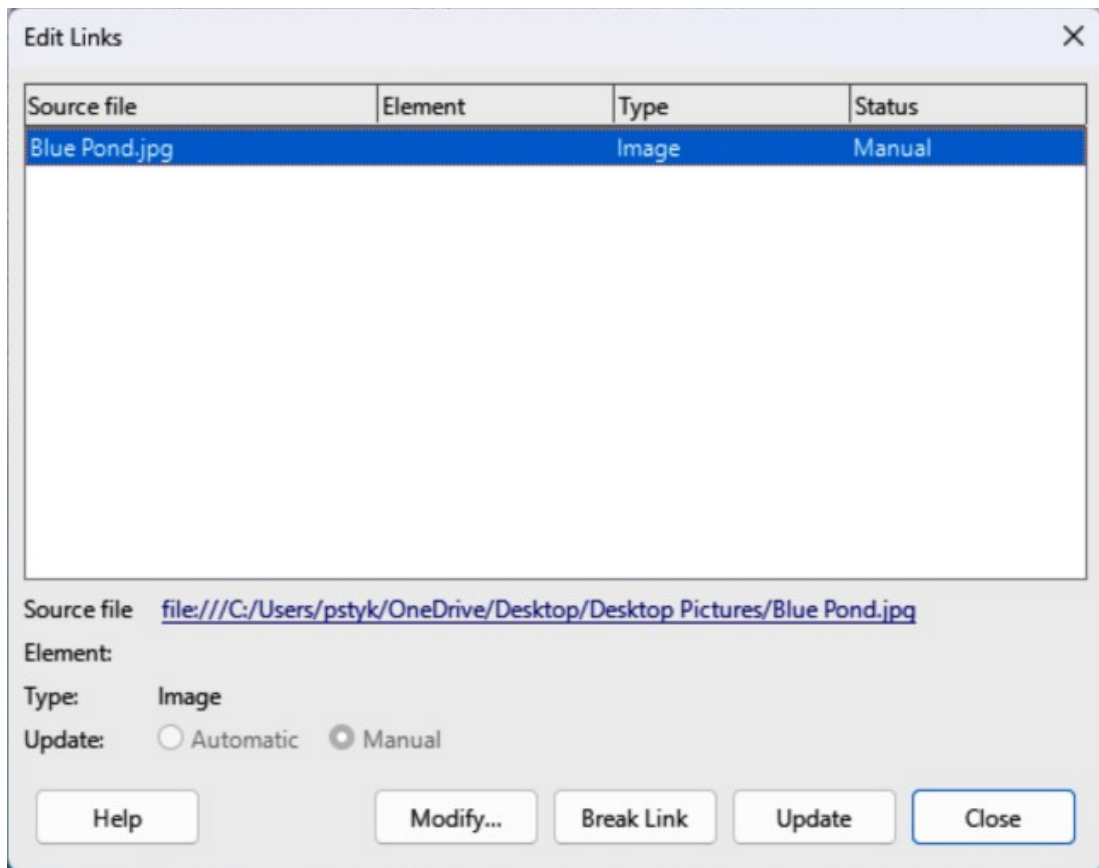 Edit Links
Source file Element Type Status
Blue Pond.jpg Image Manual
Source file file:///C:/Users/pstyk/OneDrive/Desktop/Desktop Pictures/Blue Pond.jpg
Element:
Type: Image
Update: Automatic Manual
Help Modify... Break Link Update Close